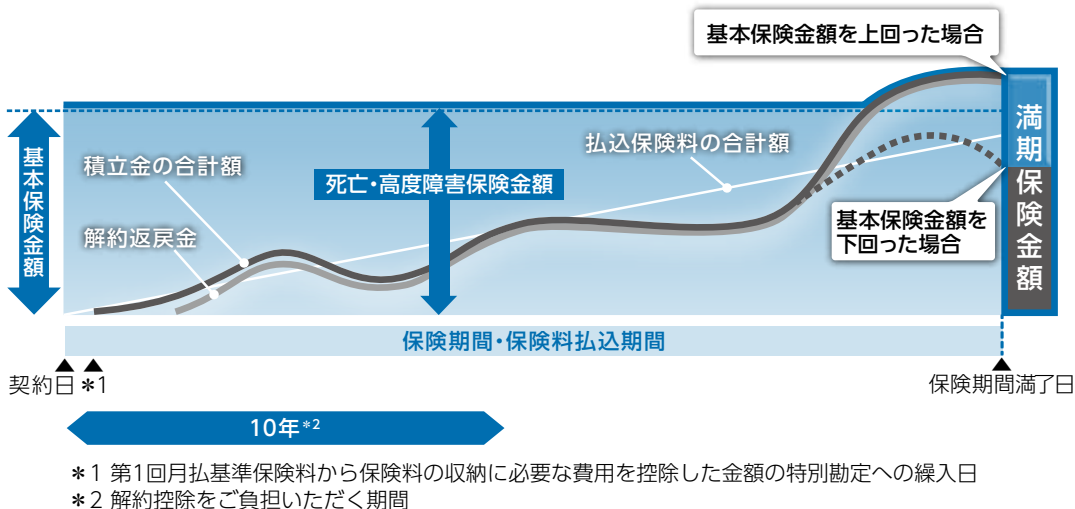 基本保険金額を上回った場合
基本保険金額
積立金の合計額
解約返戻金
死亡・高度障害保険金額
払込保険料の合計額
満期保険金額
基本保険金額を
下回った場合
保険期間・保険料払込期間
契約日 *1
保険期間満了日
10年*2
*1 第1回月払基準保険料から保険料の収納に必要な費用を控除した金額の特別勘定への繰入日
*2 解約控除をご負担いただく期間